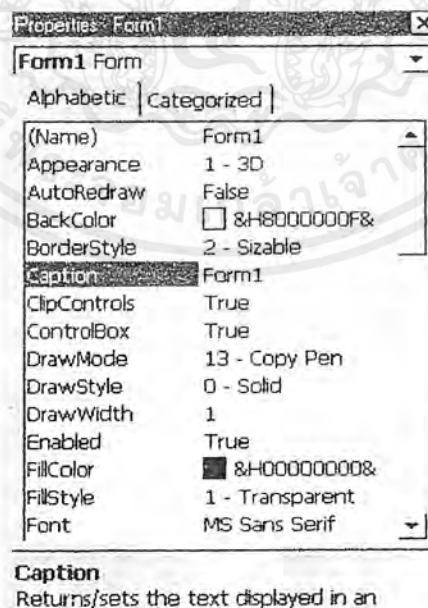 Properties - Form1
Form1 Form
Alphabetic Categorized
(Name) Form1
Appearance 1 - 3D
AutoRedraw False
BackColor &H8000000F&
BorderStyle 2 - Sizable
Caption Form1
ClipControls True
ControlBox True
DrawMode 13 - Copy Pen
DrawStyle 0 - Solid
DrawWidth 1
Enabled True
FillColor &H00000000&
FillStyle 1 - Transparent
Font MS Sans Serif
Caption
Returns/sets the text displayed in an